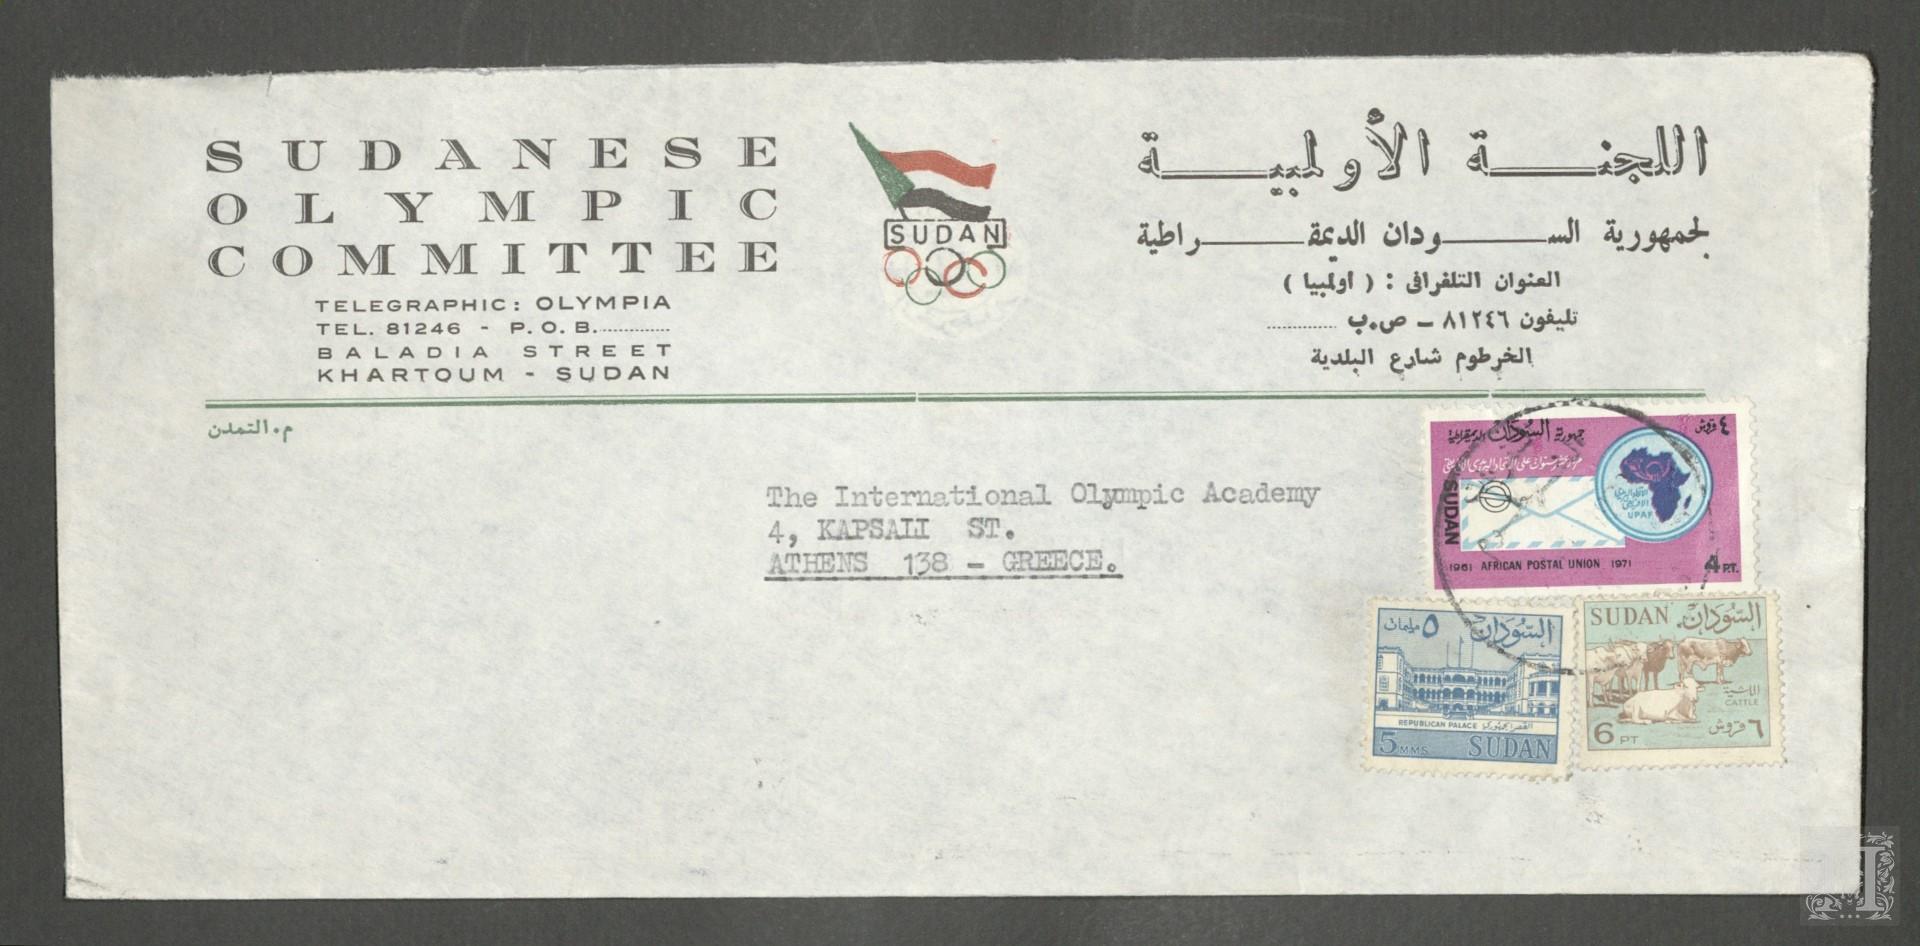 SUDANESE
OLYMPIC
COMMITTEE
TELEGRAPHIC: OLYMPIA
TEL. 81246 - P. O. B. ............
BALADIA STREET
KHARTOUM - SUDAN
SUDAN
اللجنة الأولمبية
لجمهورية السودان الديمقراطية
العنوان التلغرافى : ( اولمبيا )
تليفون ٨١٢٤٦ – ص.ب ............
الخرطوم شارع البلدية
م. التمدن
The International Olympic Academy
4, KAPSALI ST.
ATHENS 138 - GREECE.
جمهورية السودان الديمقراطية
٤ قروش
SUDAN
UPAF
1961 AFRICAN POSTAL UNION 1971
4 PT.
٥ مليمات السودان
REPUBLICAN PALACE القصر الجمهورى
5 MMS SUDAN
SUDAN السودان
الماشية
CATTLE
6 PT ٦ قروش